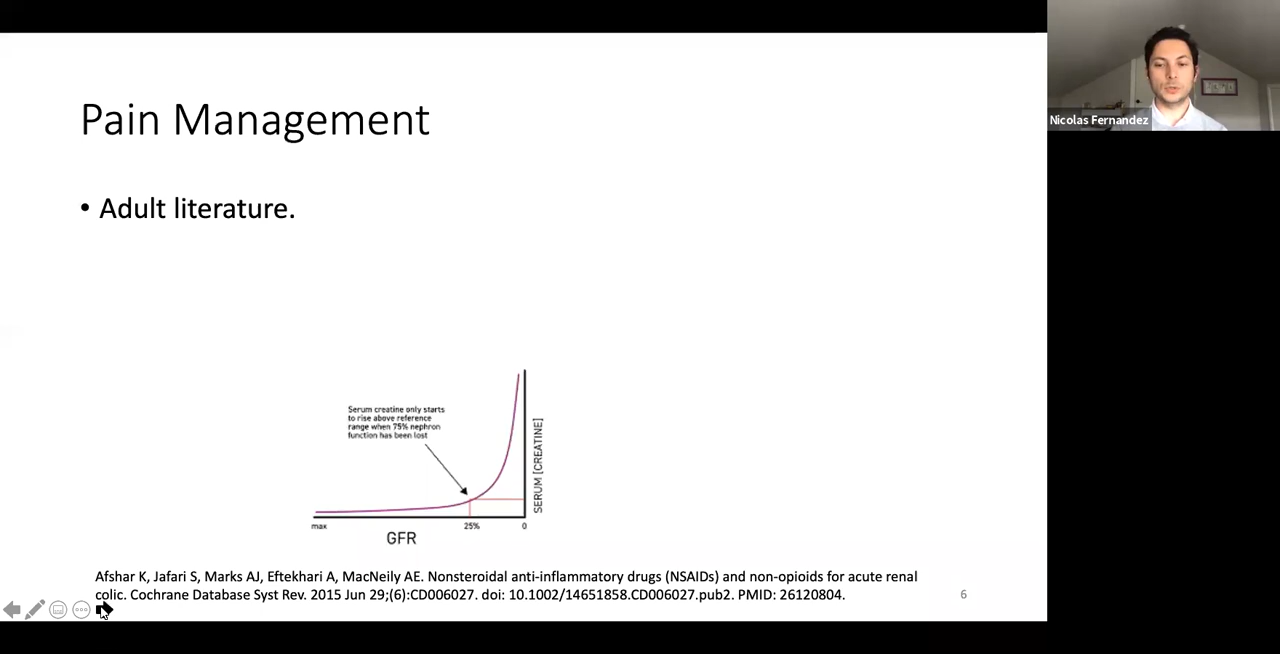 Nicolas Fernandez
Pain Management
• Adult literature.
Serum creatine only starts
to rise above reference
range when 75% nephron
function has been lost
SERUM [CREATINE]
max
25%
0
GFR
Afshar K, Jafari S, Marks AJ, Eftekhari A, MacNeily AE. Nonsteroidal anti-inflammatory drugs (NSAIDs) and non-opioids for acute renal
colic. Cochrane Database Syst Rev. 2015 Jun 29;(6):CD006027. doi: 10.1002/14651858.CD006027.pub2. PMID: 26120804.
6